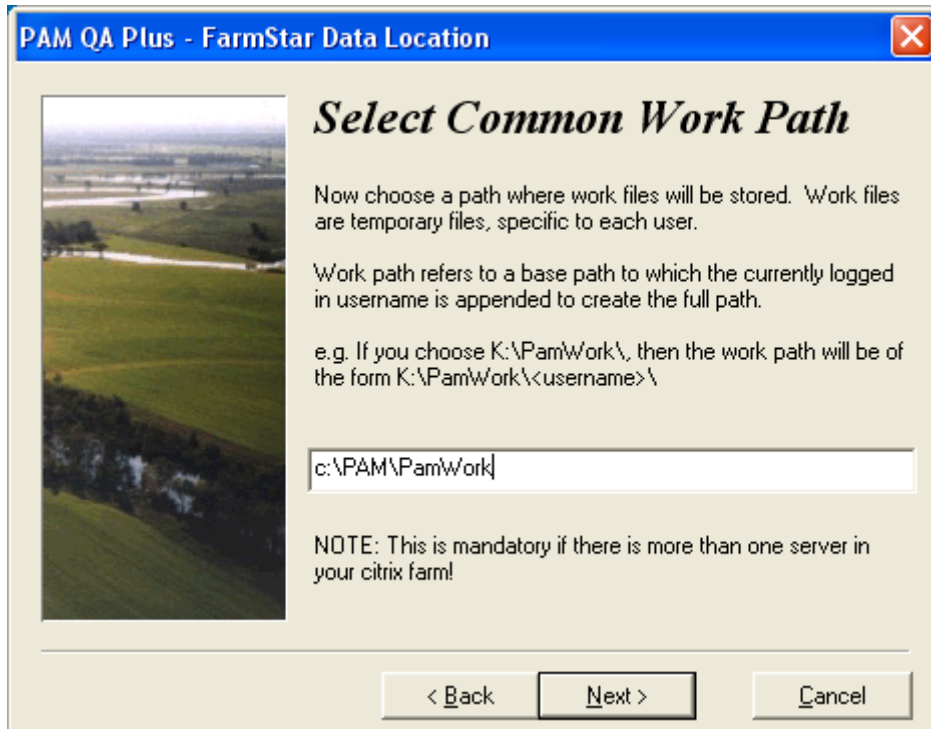 PAM QA Plus - FarmStar Data Location
Select Common Work Path
Now choose a path where work files will be stored.  Work files
are temporary files, specific to each user.
Work path refers to a base path to which the currently logged
in username is appended to create the full path.
e.g. If you choose K:\PamWork\, then the work path will be of
the form K:\PamWork\<username>\
c:\PAM\PamWork
NOTE: This is mandatory if there is more than one server in
your citrix farm!
< Back
Next >
Cancel